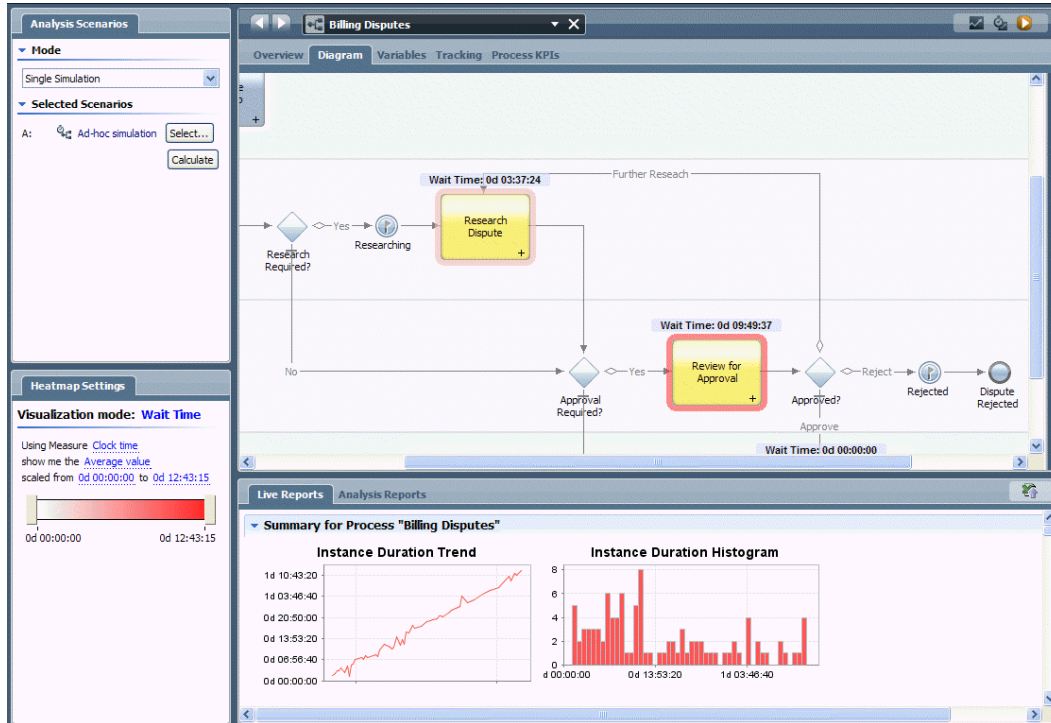 Analysis Scenarios
Mode
Single Simulation
Selected Scenarios
A: Ad-hoc simulation Select...
Calculate
Heatmap Settings
Visualization mode: Wait Time
Using Measure Clock time
show me the Average value
scaled from 0d 00:00:00 to 0d 12:43:15
0d 00:00:00 0d 12:43:15
Billing Disputes
Overview Diagram Variables Tracking Process KPIs
Wait Time: 0d 03:37:24
Further Reseach
Research
Dispute
Yes
Researching
Research
Required?
No
Wait Time: 0d 09:49:37
Review for
Approval
Yes
Approval
Required?
Approved?
Reject
Rejected
Dispute
Rejected
Approve
Wait Time: 0d 00:00:00
Live Reports Analysis Reports
Summary for Process "Billing Disputes"
Instance Duration Trend
1d 10:43:20
1d 03:46:40
0d 20:50:00
0d 13:53:20
0d 06:56:40
0d 00:00:00
Instance Duration Histogram
8
6
4
2
0
d 00:00:00 0d 13:53:20 1d 03:46:40